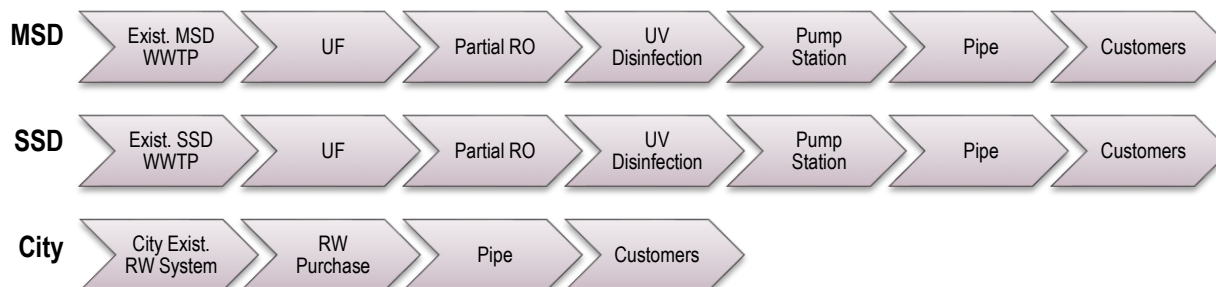 MSD
Exist. MSD
WWTP
UF
Partial RO
UV
Disinfection
Pump
Station
Pipe
Customers
SSD
Exist. SSD
WWTP
UF
Partial RO
UV
Disinfection
Pump
Station
Pipe
Customers
City
City Exist.
RW System
RW
Purchase
Pipe
Customers